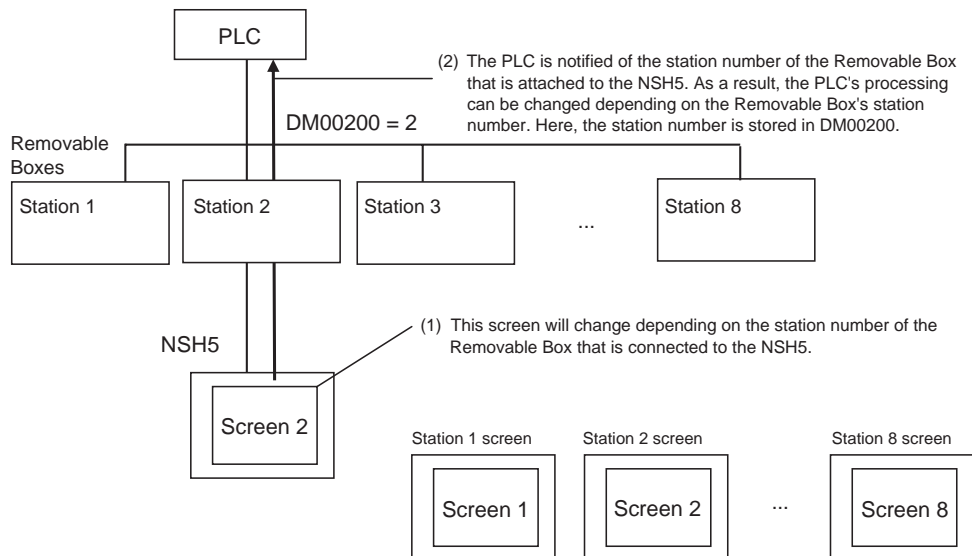 PLC
(2) The PLC is notified of the station number of the Removable Box
that is attached to the NSH5. As a result, the PLC's processing
can be changed depending on the Removable Box's station
number. Here, the station number is stored in DM00200.
DM00200 = 2
Removable
Boxes
Station 1
Station 2
Station 3
...
Station 8
(1) This screen will change depending on the station number of the
Removable Box that is connected to the NSH5.
NSH5
Screen 2
Station 1 screen
Station 2 screen
Station 8 screen
Screen 1
Screen 2
...
Screen 8